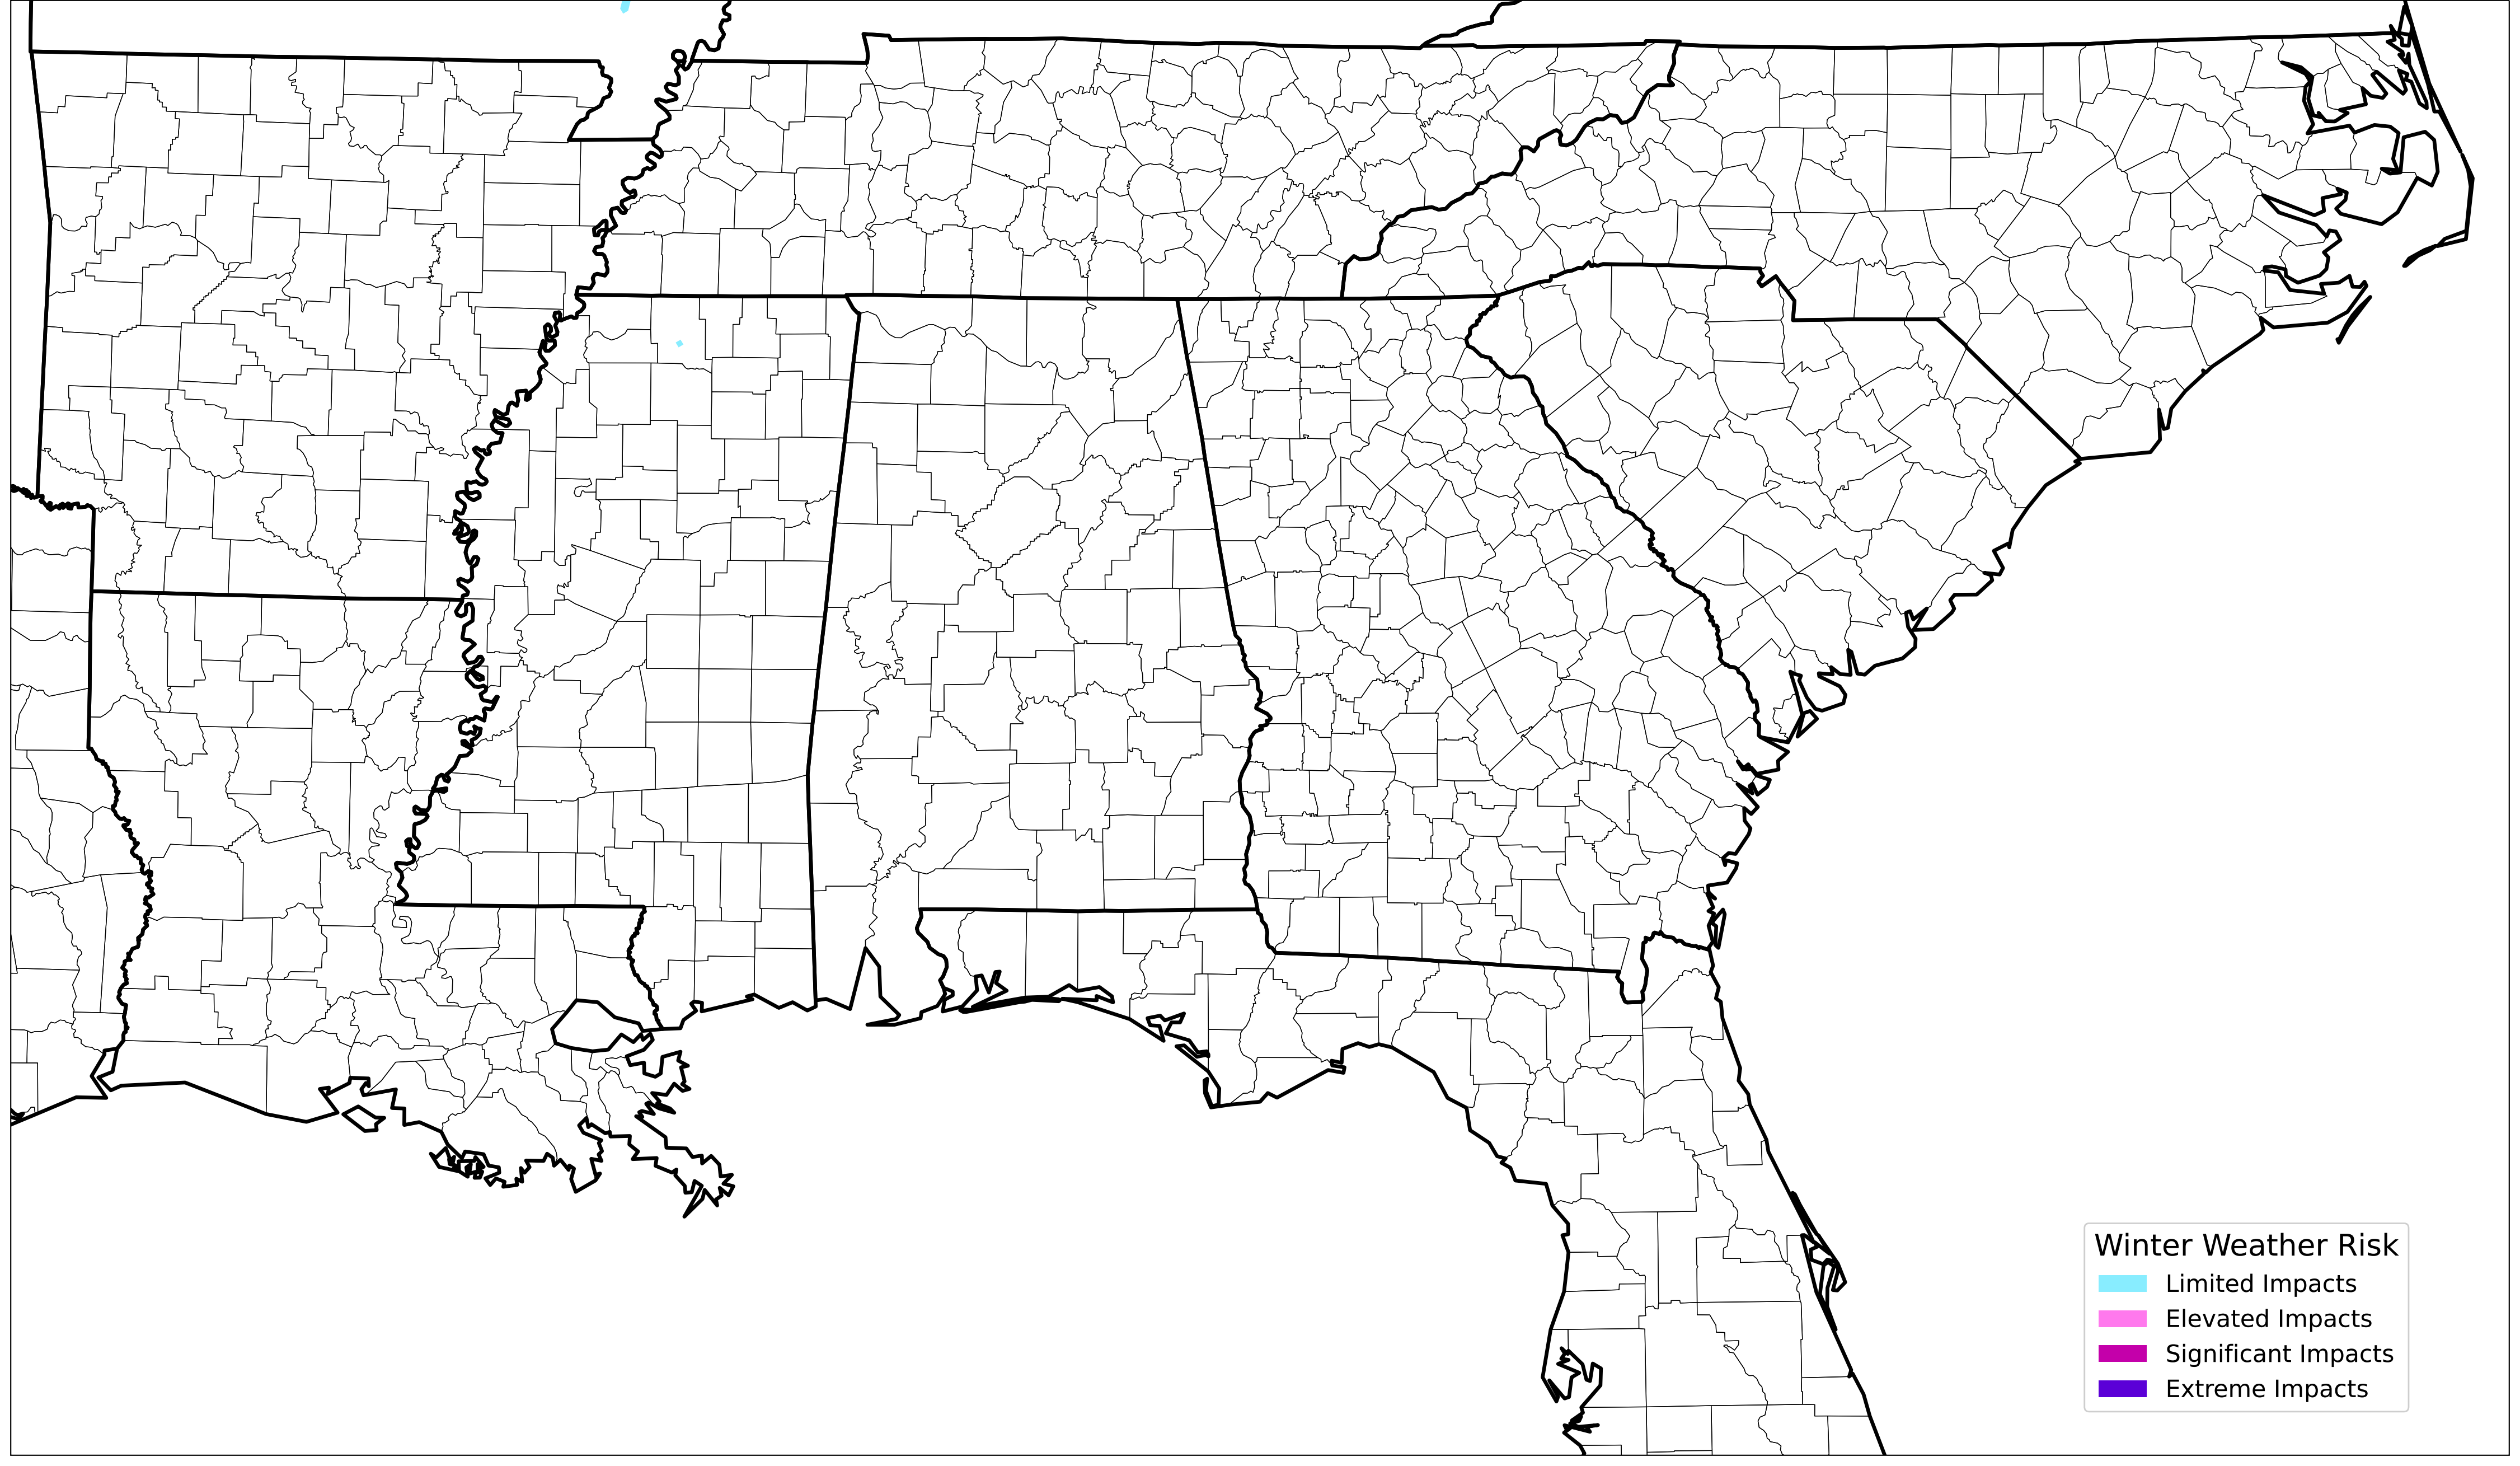 Winter Weather Risk
Limited Impacts
Elevated Impacts
Significant Impacts
Extreme Impacts